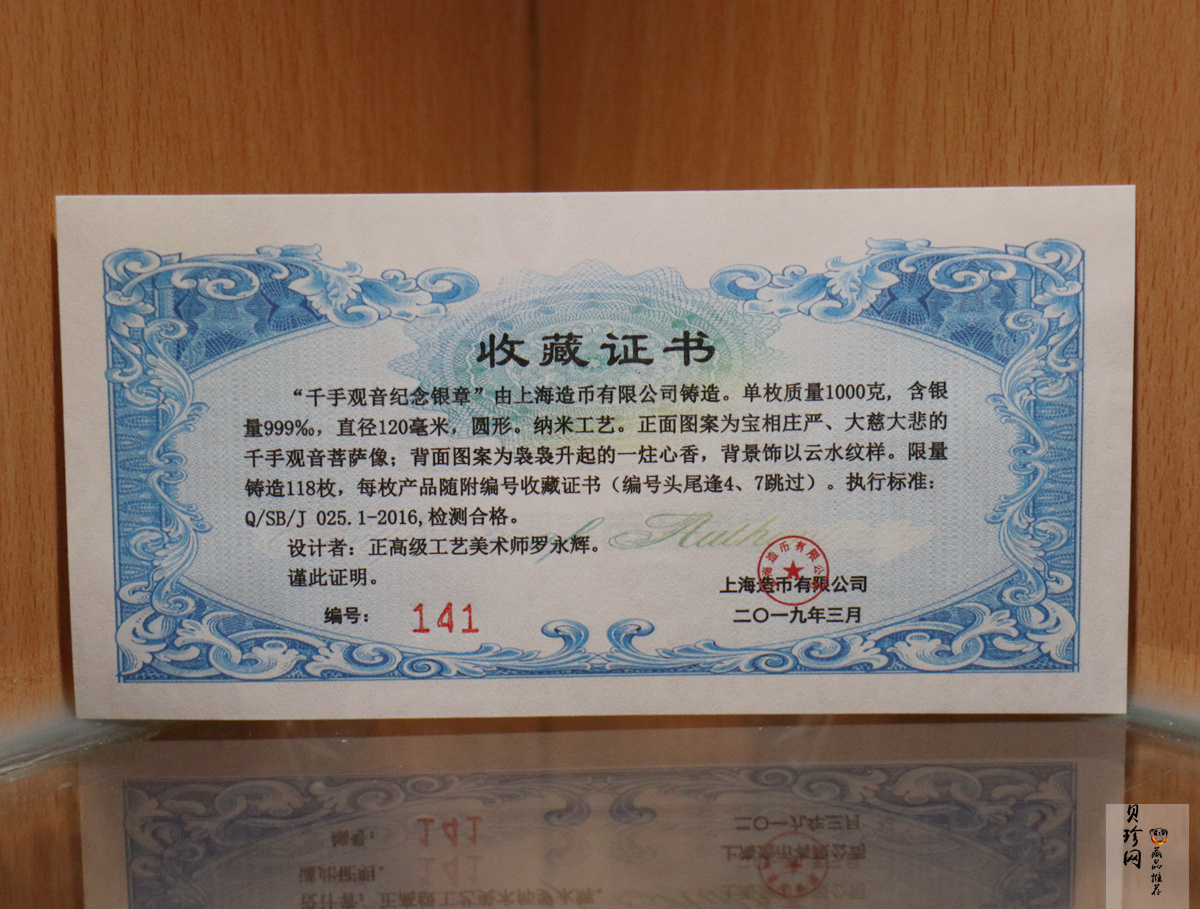 收藏证书
“千手观音纪念银章”由上海造币有限公司铸造。单枚质量1000克，含银
量999‰，直径120毫米，圆形。纳米工艺。正面图案为宝相庄严、大慈大悲的
千手观音菩萨像；背面图案为袅袅升起的一炷心香，背景饰以云水纹样。限量
铸造118枚，每枚产品随附编号收藏证书（编号头尾逢4、7跳过）。执行标准：
Q/SB/J 025.1-2016,检测合格。
设计者：正高级工艺美术师罗永辉。
谨此证明。
上海造币有限公司
编号： 141
二〇一九年三月
贝珍网
藏品推荐